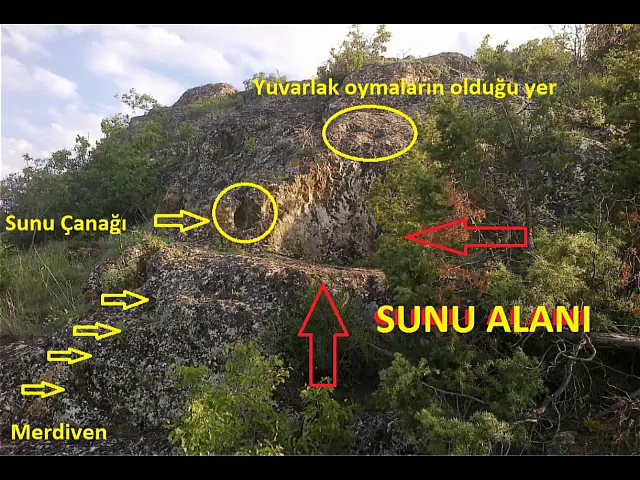 Yuvarlak oymaların olduğu yer
Sunu Çanağı
SUNU ALANI
Merdiven